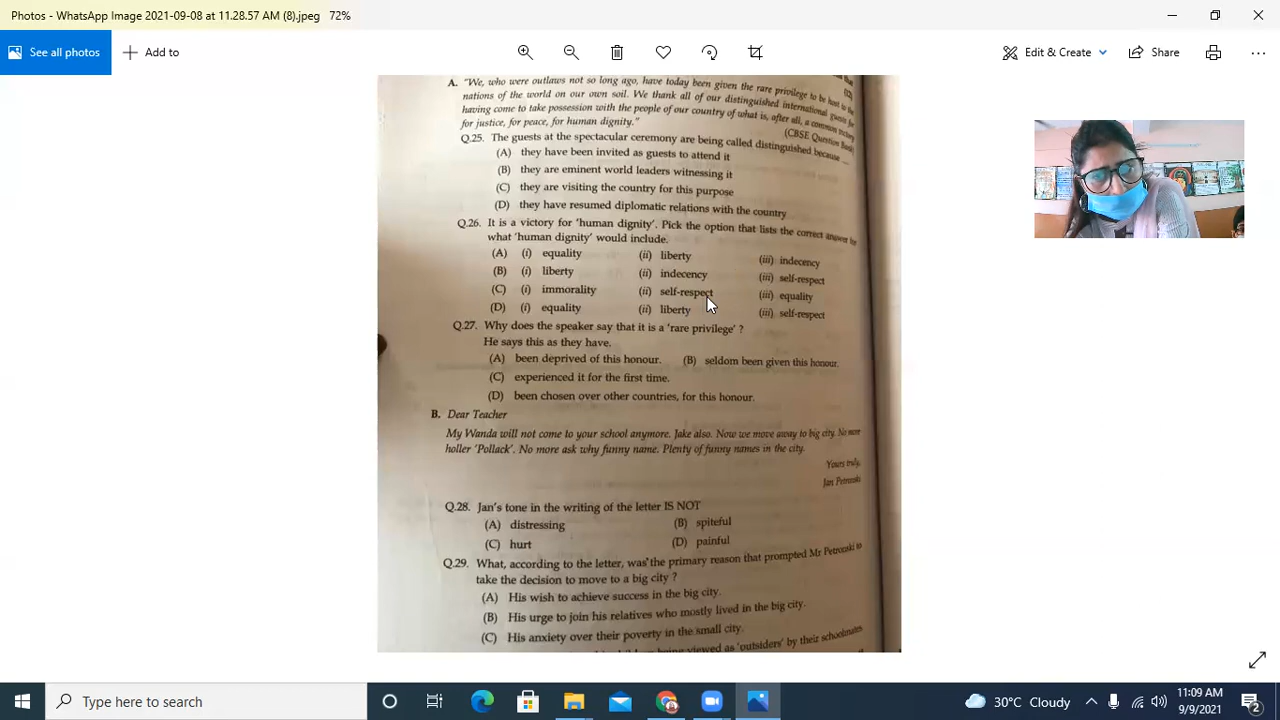 Photos - WhatsApp Image 2021-09-08 at 11.28.57 AM (8).jpeg 72%
See all photos
Add to
Edit & Create
Share
A. "We, who were outlaws not so long ago, have today been given the rare privilege to be host to the
(12)
nations of the world on our own soil. We thank all of our distinguished international guests for
having come to take possession with the people of our country of what is, after all, a common victory
for justice, for peace, for human dignity."
(CBSE Question Bank)
Q.25. The guests at the spectacular ceremony are being called distinguished because ...
(A) they have been invited as guests to attend it
(B) they are eminent world leaders witnessing it
(C) they are visiting the country for this purpose
(D) they have resumed diplomatic relations with the country
Q.26. It is a victory for 'human dignity'. Pick the option that lists the correct answer for
what 'human dignity' would include.
(A) (i) equality (ii) liberty (iii) indecency
(B) (i) liberty (ii) indecency (iii) self-respect
(C) (i) immorality (ii) self-respect (iii) equality
(D) (i) equality (ii) liberty (iii) self-respect
Q.27. Why does the speaker say that it is a 'rare privilege' ?
He says this as they have.
(A) been deprived of this honour. (B) seldom been given this honour.
(C) experienced it for the first time.
(D) been chosen over other countries, for this honour.
B. Dear Teacher
My Wanda will not come to your school anymore. Jake also. Now we move away to big city. No more
holler 'Pollack'. No more ask why funny name. Plenty of funny names in the city.
Yours truly,
Jan Petronski
Q.28. Jan's tone in the writing of the letter IS NOT
(A) distressing (B) spiteful
(C) hurt (D) painful
Q.29. What, according to the letter, was the primary reason that prompted Mr Petronski to
take the decision to move to a big city ?
(A) His wish to achieve success in the big city.
(B) His urge to join his relatives who mostly lived in the big city.
(C) His anxiety over their poverty in the small city.
being viewed as 'outsiders' by their schoolmates
Type here to search
30°C Cloudy
11:09 AM
9/9/2021
2